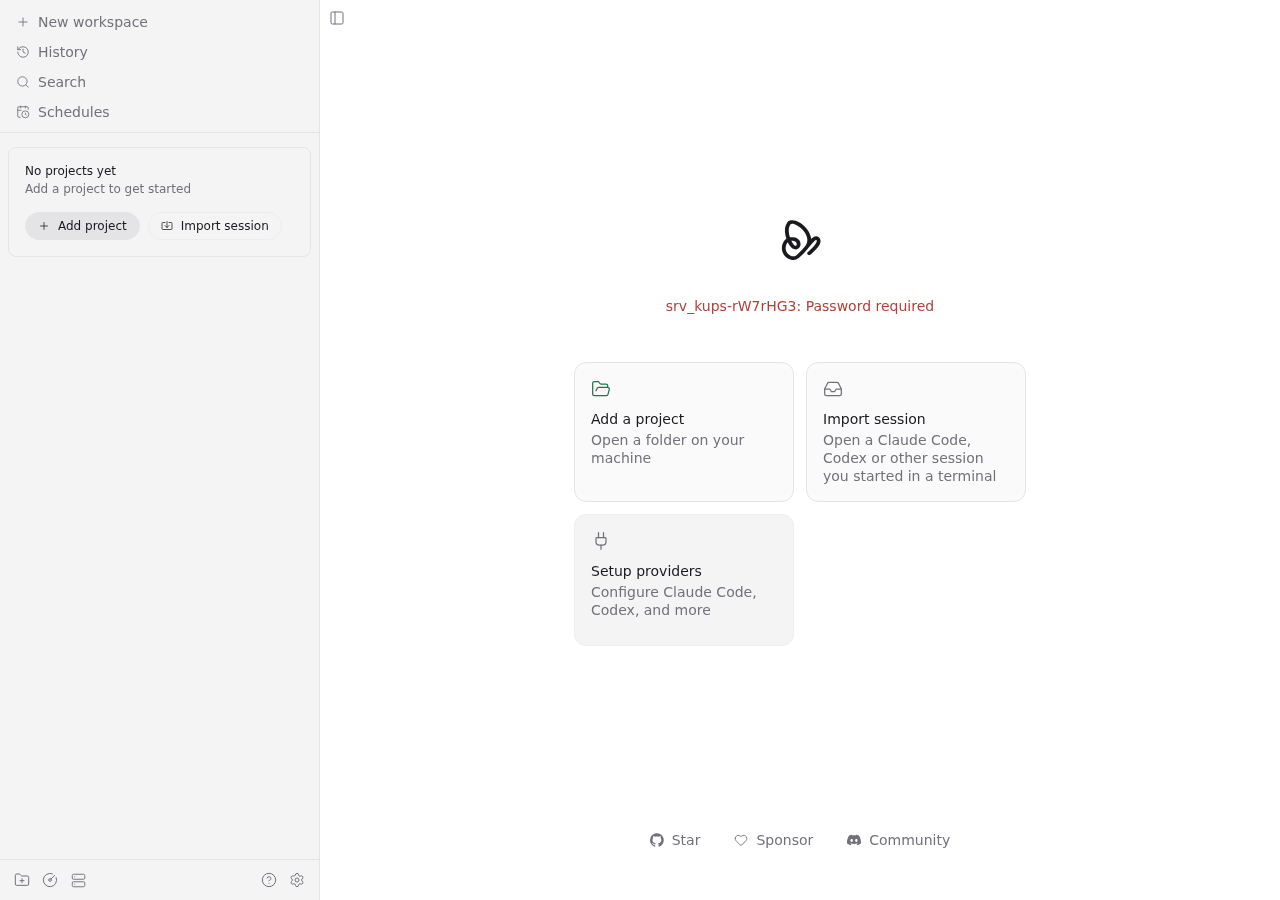 New workspace
History
Search
Schedules
No projects yet
Add a project to get started
Add project
Import session
srv_kups-rW7rHG3: Password required
Add a project
Open a folder on your
machine
Import session
Open a Claude Code,
Codex or other session
you started in a terminal
Setup providers
Configure Claude Code,
Codex, and more
Star
Sponsor
Community